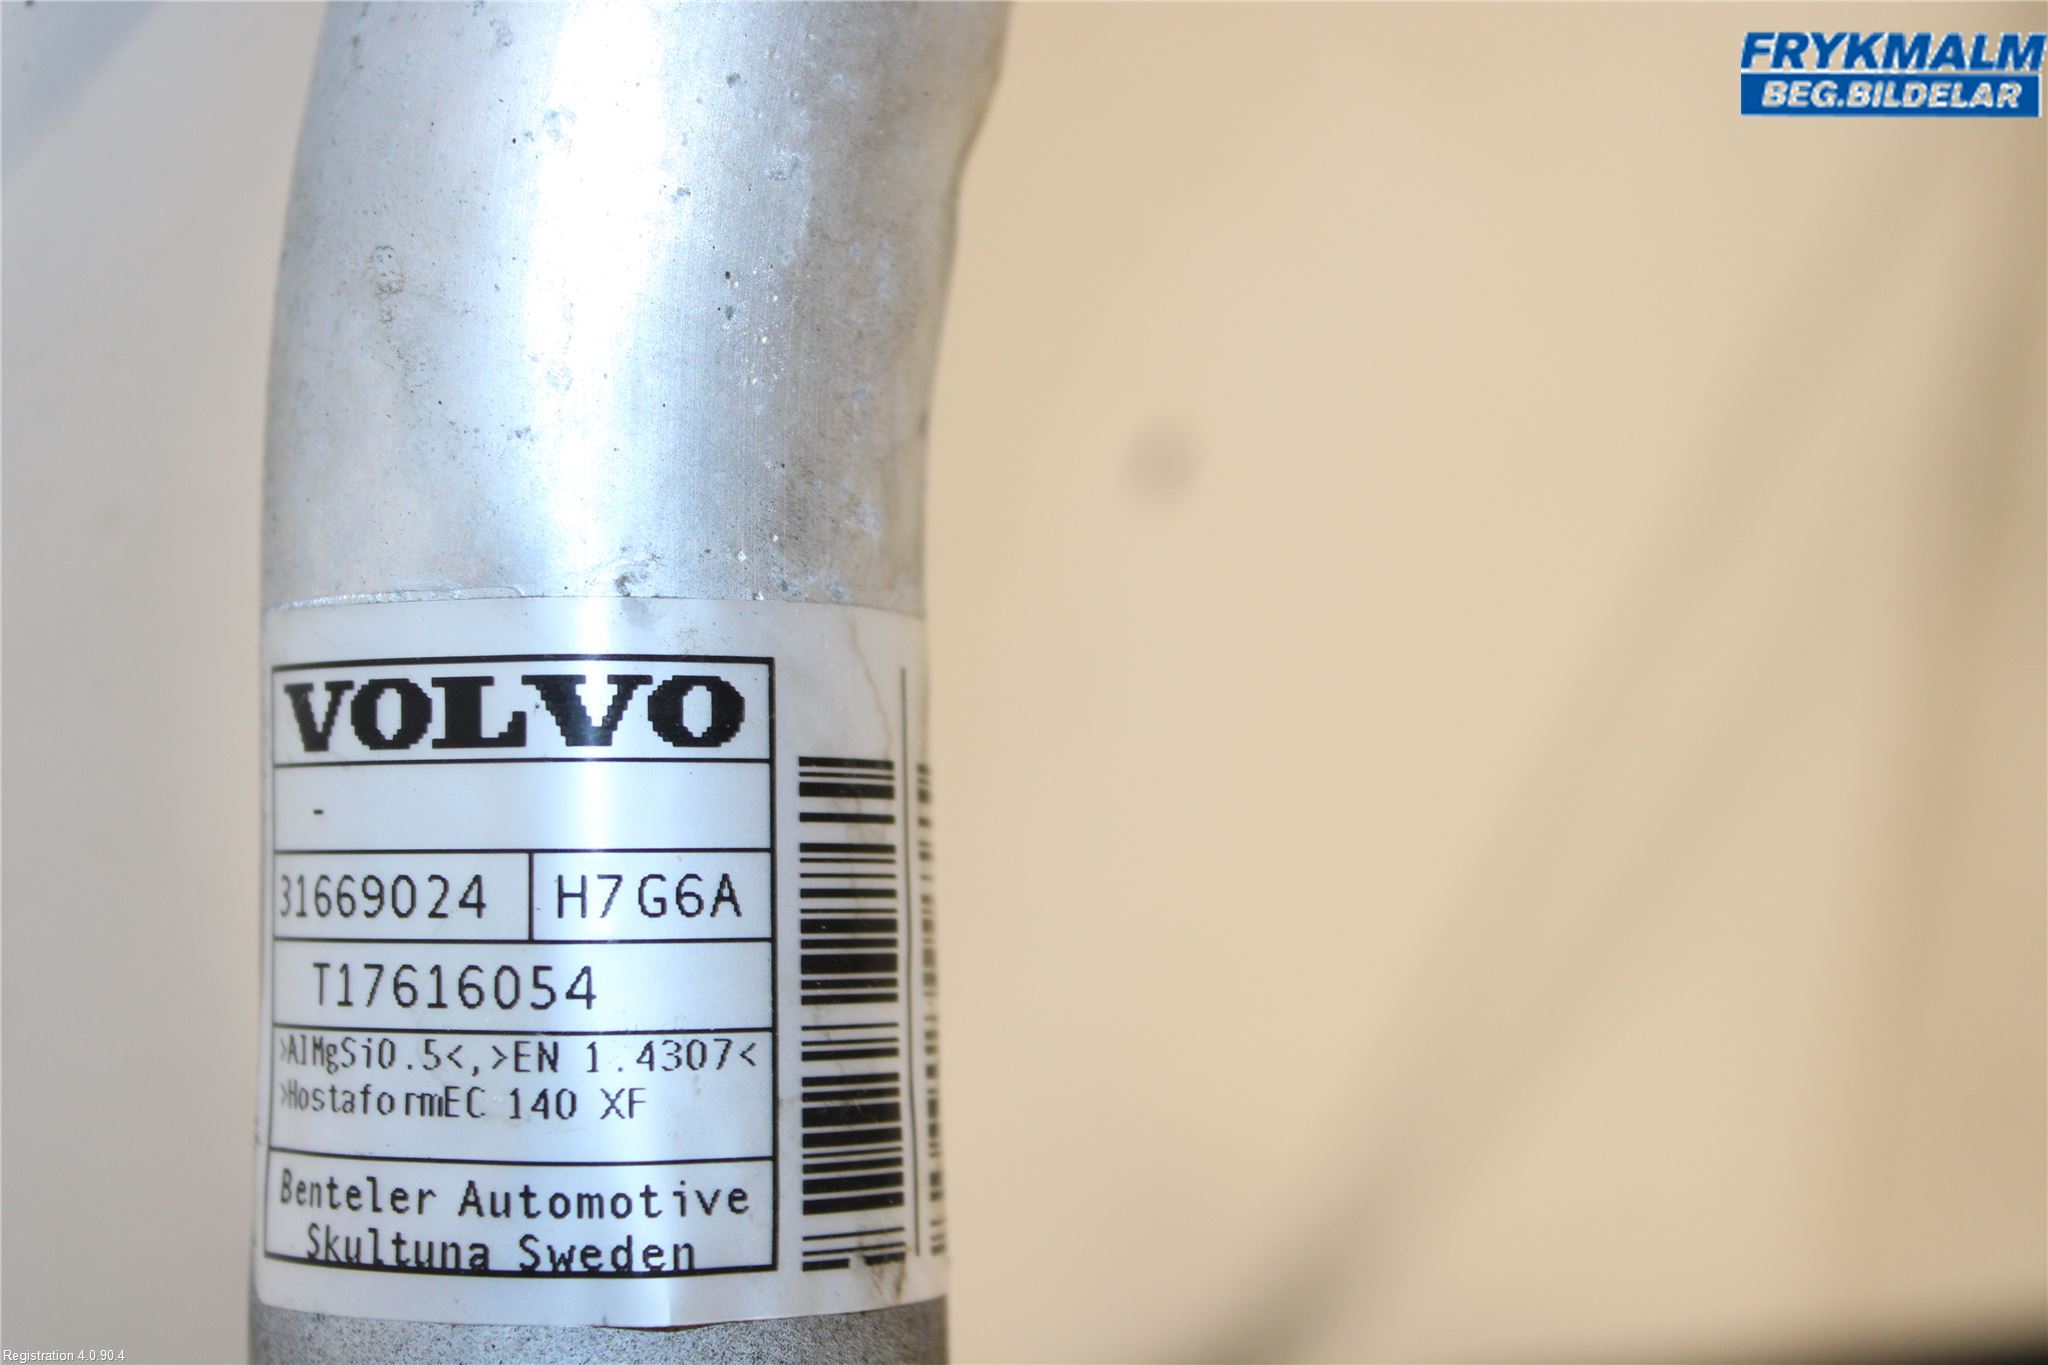 FRYKMALM
BEG.BILDELAR
VOLVO
-
31669024 H7G6A
T17616054
>AlMgSi0.5<,>EN 1.4307<
>HostaformEC 140 XF
Benteler Automotive
Skultuna Sweden
Registration 4.0.90.4